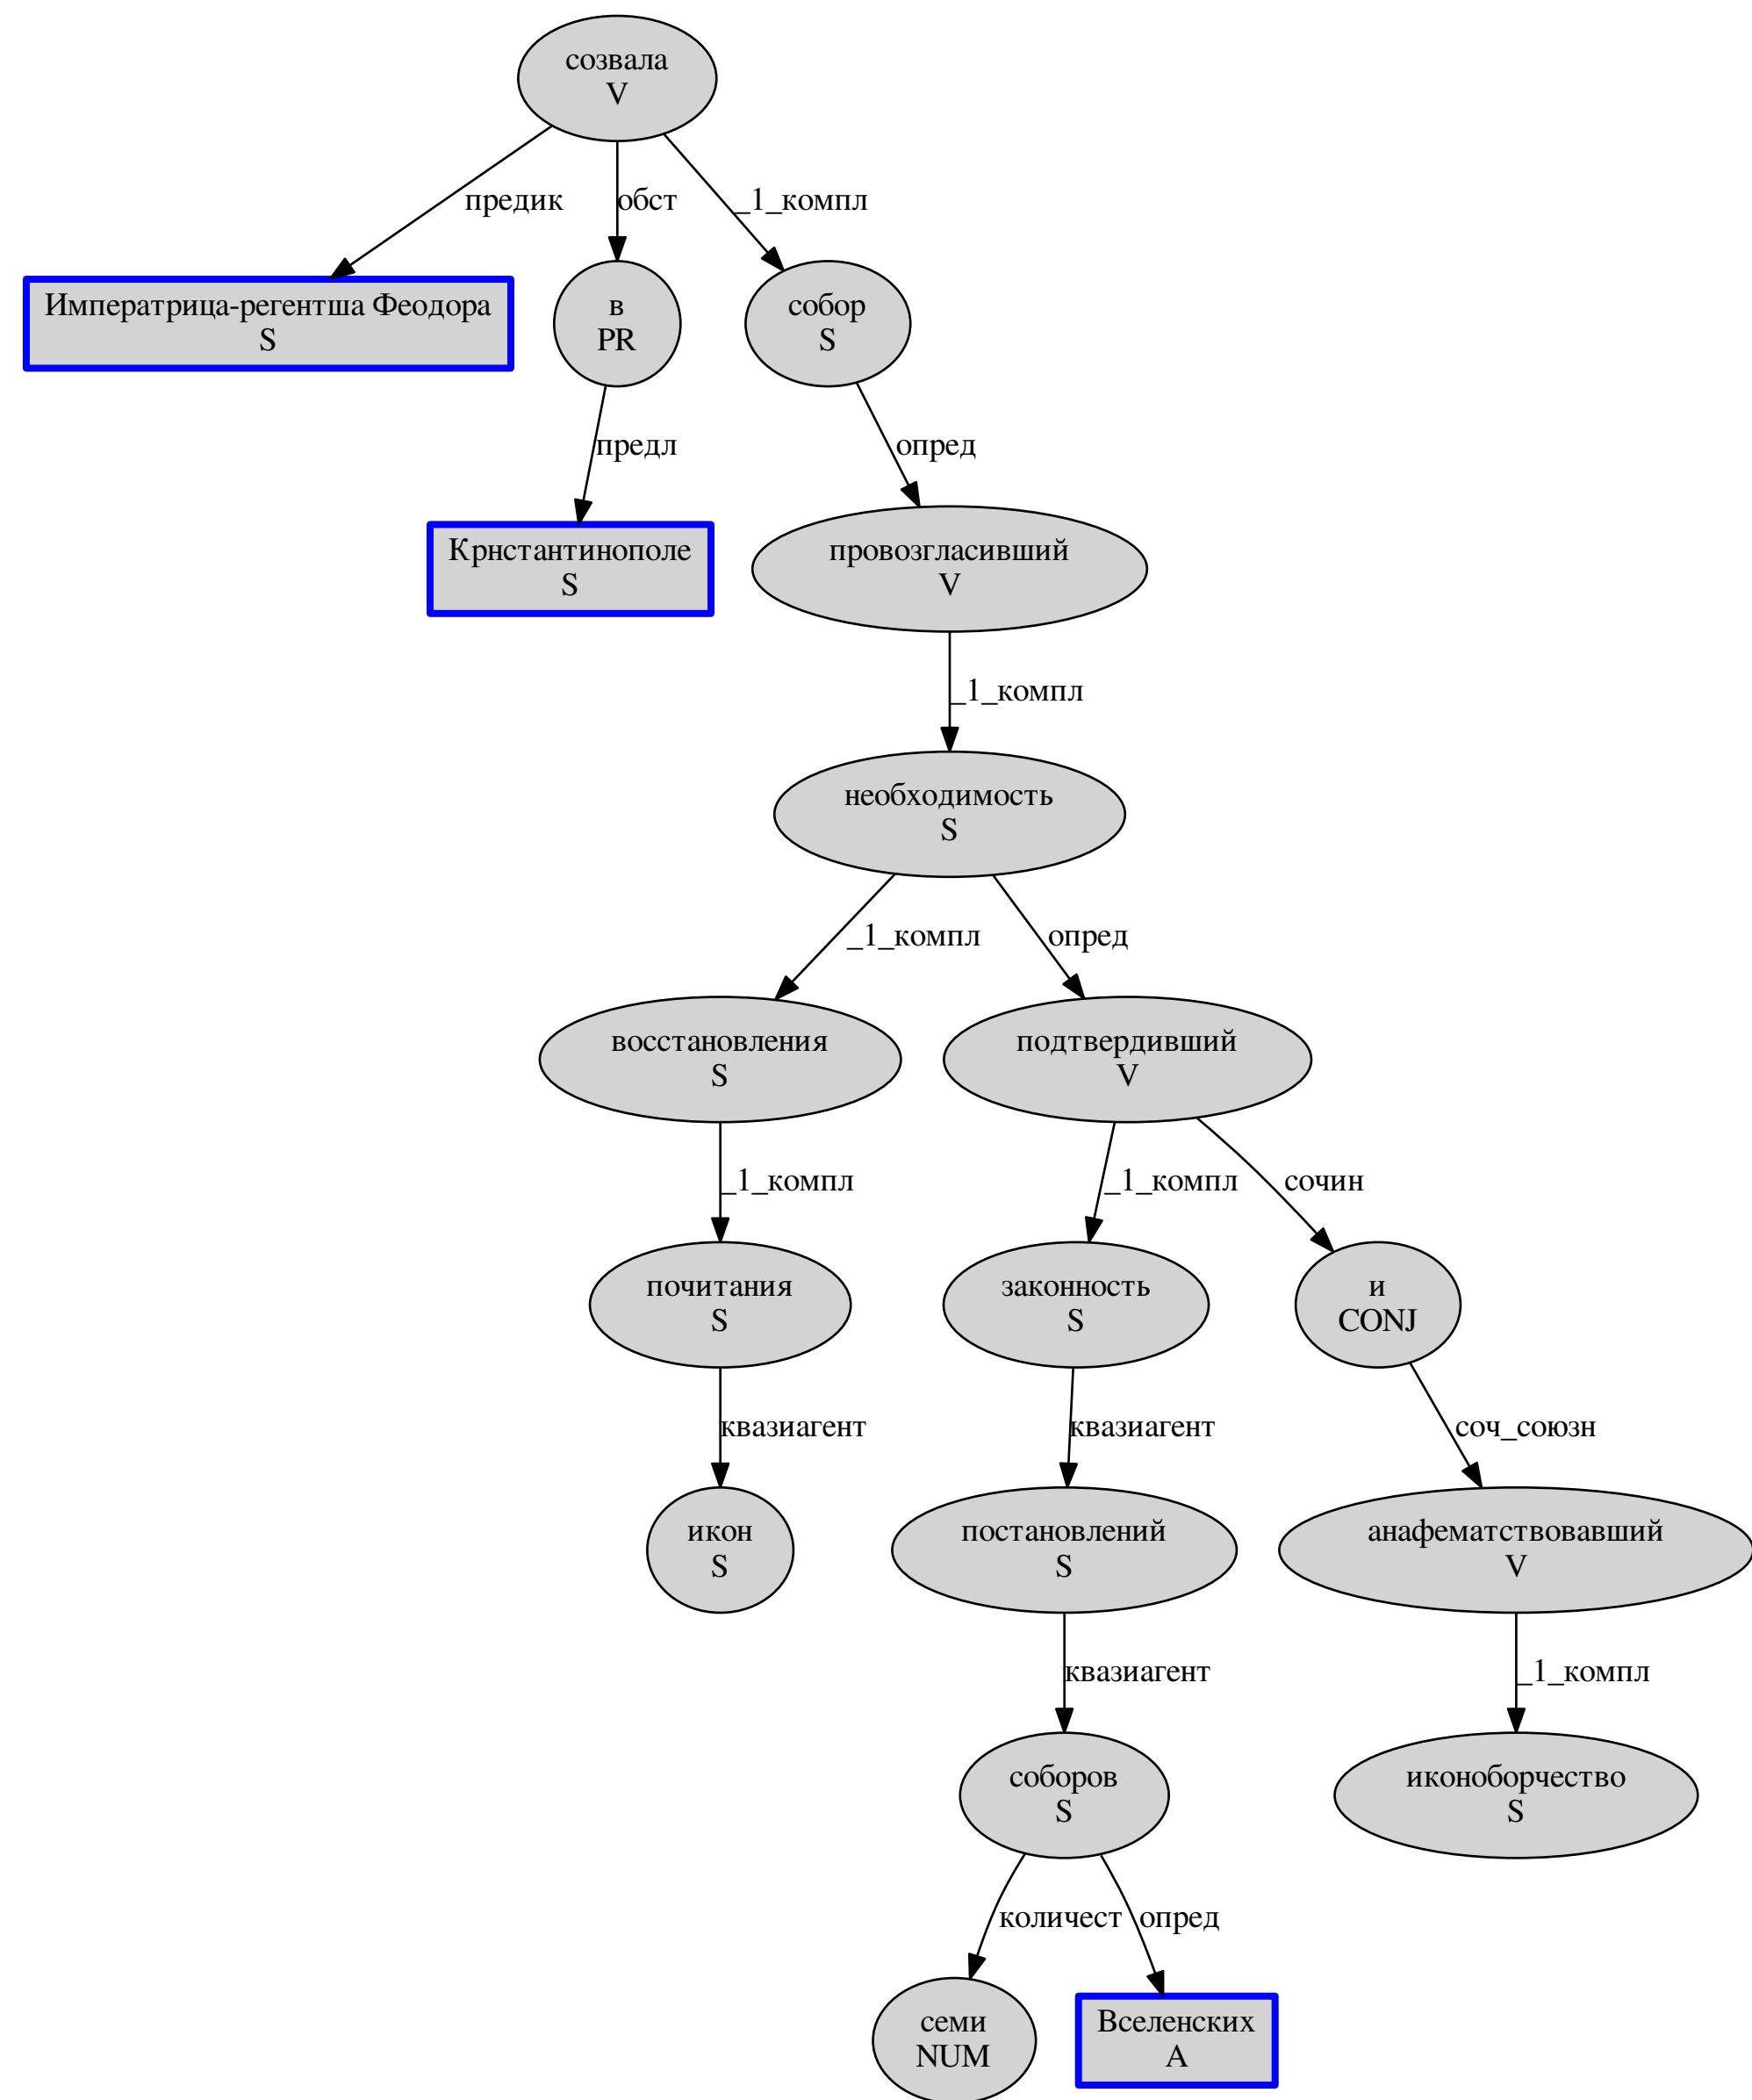 созвала
V
предик
обст
_1_компл
Императрица-регентша Феодора
S
в
PR
собор
S
предл
опред
Крнстантинополе
S
провозгласивший
V
_1_компл
необходимость
S
_1_компл
опред
восстановления
S
подтвердивший
V
_1_компл
_1_компл
сочин
почитания
S
законность
S
и
CONJ
квазиагент
квазиагент
соч_союзн
икон
S
постановлений
S
анафематствовавший
V
квазиагент
_1_компл
соборов
S
иконоборчество
S
количест
опред
семи
NUM
Вселенских
A